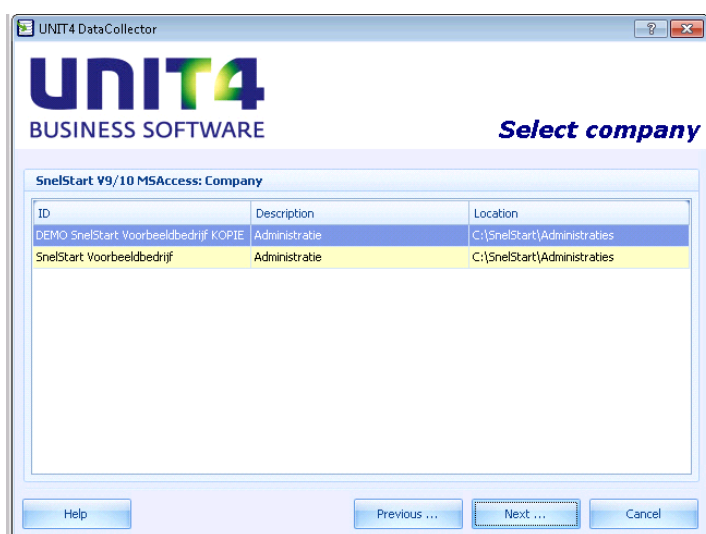 UNIT4 DataCollector
UNIT4
BUSINESS SOFTWARE
Select company
SnelStart V9/10 MSAccess: Company
ID Description Location
DEMO SnelStart Voorbeeldbedrijf KOPIE Administratie C:\SnelStart\Administraties
SnelStart Voorbeeldbedrijf Administratie C:\SnelStart\Administraties
Help Previous ... Next ... Cancel